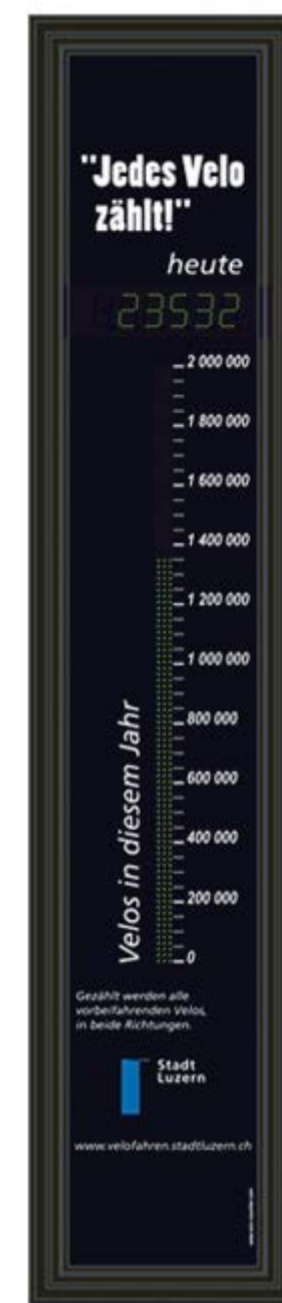 "Jedes Velo
zählt!"
heute
23532
2 000 000
1 800 000
1 600 000
1 400 000
1 200 000
1 000 000
800 000
600 000
400 000
200 000
0
Velos in diesem Jahr
Gezählt werden alle
vorbeifahrenden Velos,
in beide Richtungen.
Stadt
Luzern
www.velofahren.stadtluzern.ch